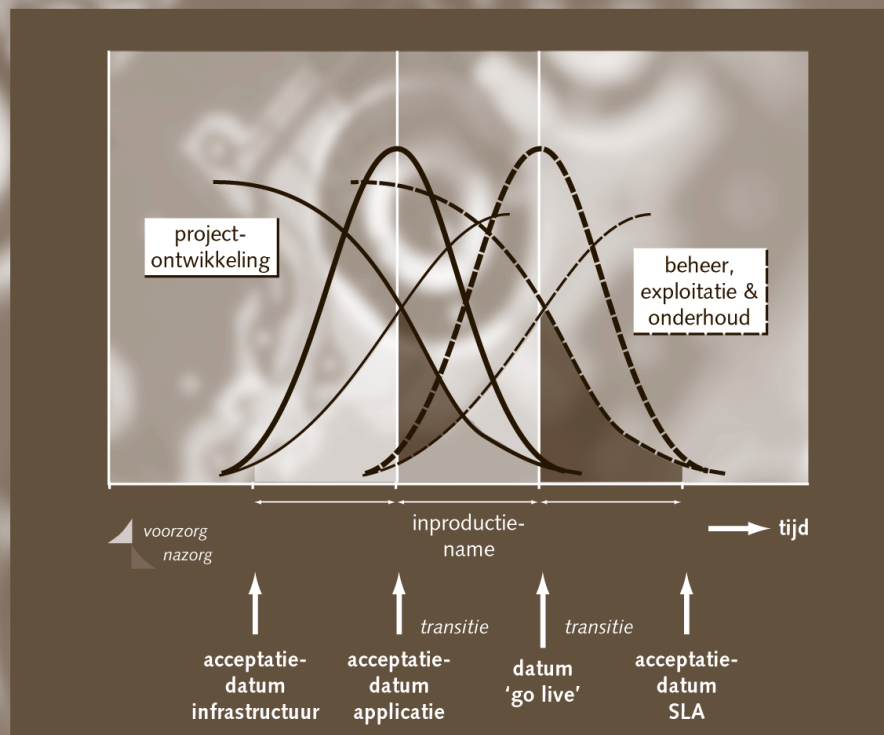 project-
ontwikkeling
beheer,
exploitatie &
onderhoud
inproductie-
name
tijd
voorzorg
nazorg
transitie
transitie
acceptatie-
datum
infrastructuur
acceptatie-
datum
applicatie
datum
‘go live’
acceptatie-
datum
SLA